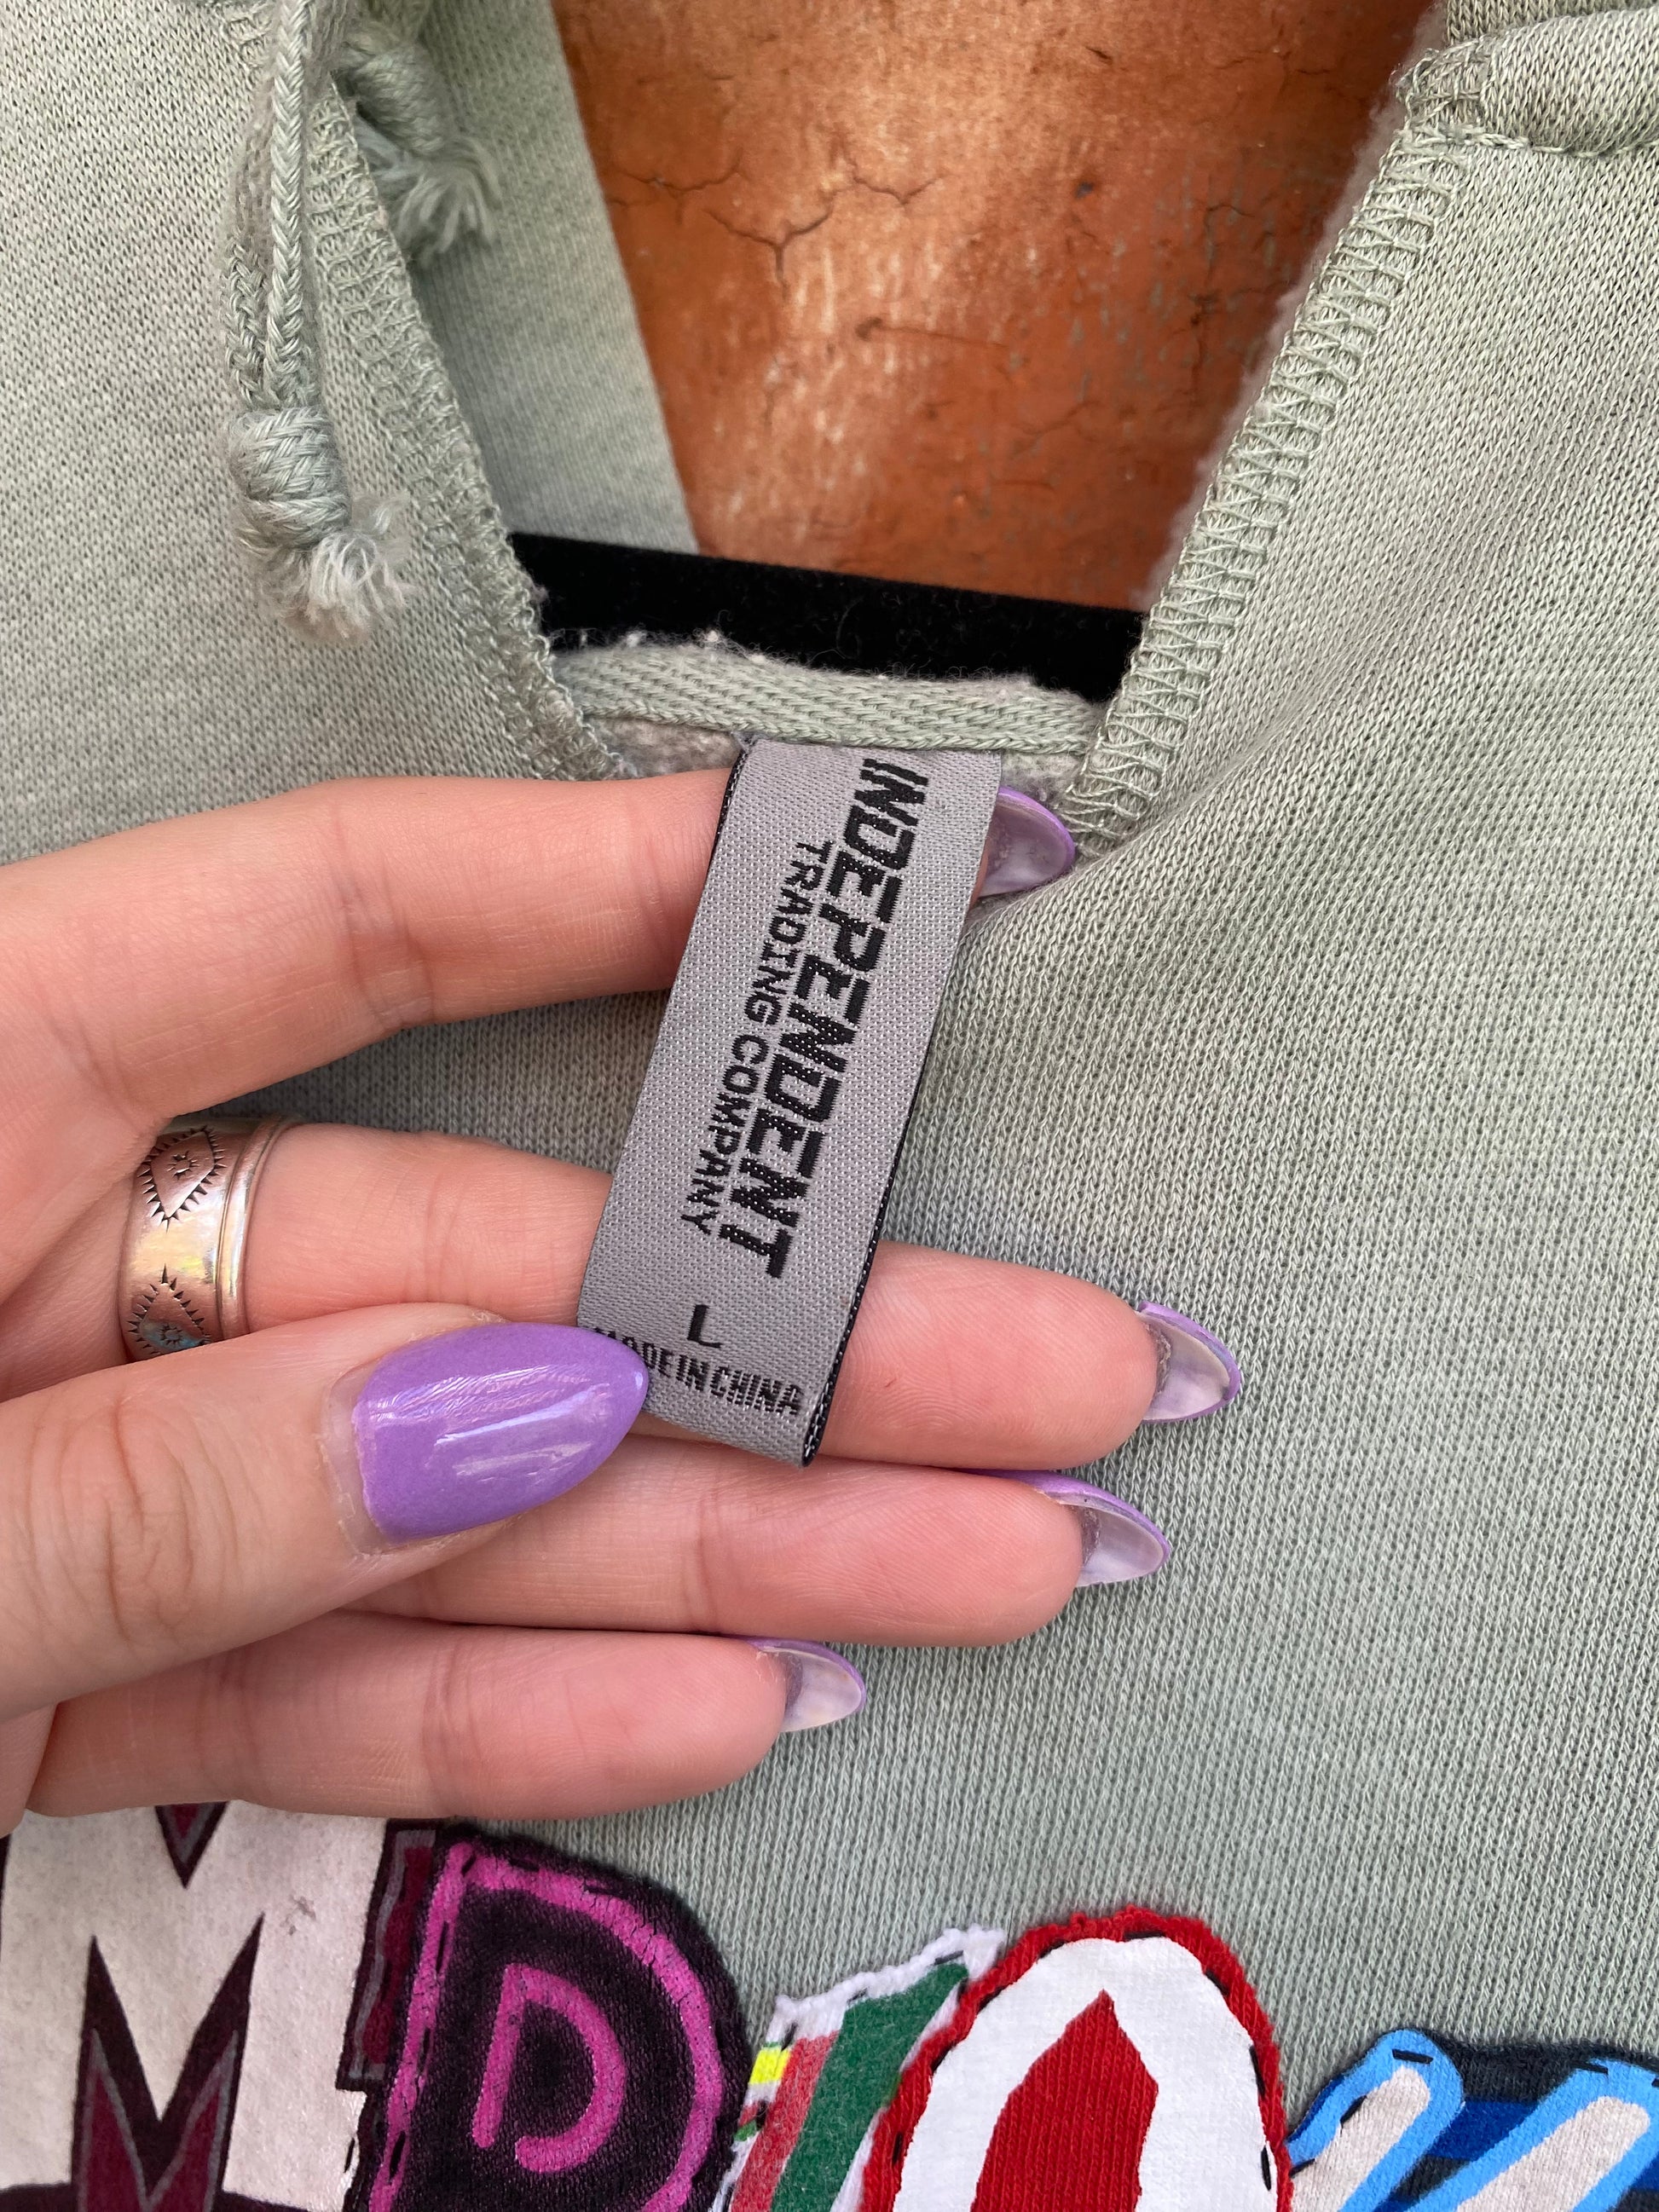 INDEPENDENT
TRADING COMPANY
L
MADE IN CHINA
M D